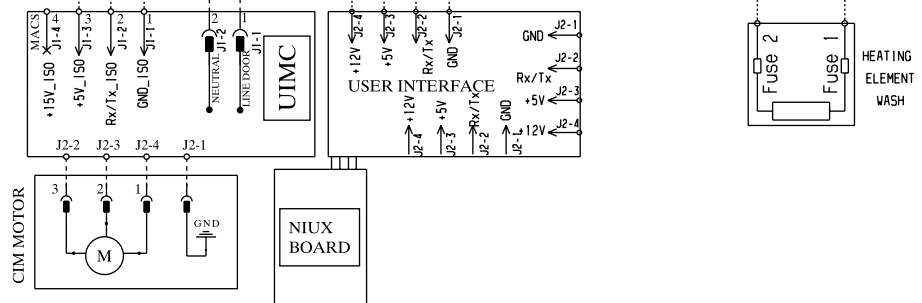 MACS
4
3
2
1
J1-4
J1-3
J1-2
J1-1
+15V_ISO
+5V_ISO
Rx/Tx_ISO
GND_ISO
2
1
J1-2
J1-1
NEUTRAL
LINE DOOR
UIMC
J2-2
J2-3
J2-4
J2-1
CIM MOTOR
3
2
1
M
GND
J2-4
J2-3
J2-2
J2-1
+12V
+5V
Rx/Tx
GND
USER INTERFACE
+12V
+5V
Rx/Tx
GND
J2-4
J2-3
J2-2
J2-1
GND
J2-1
Rx/Tx
J2-2
+5V
J2-3
+12V
J2-4
NIUX
BOARD
Fuse 2
Fuse 1
HEATING
ELEMENT
WASH